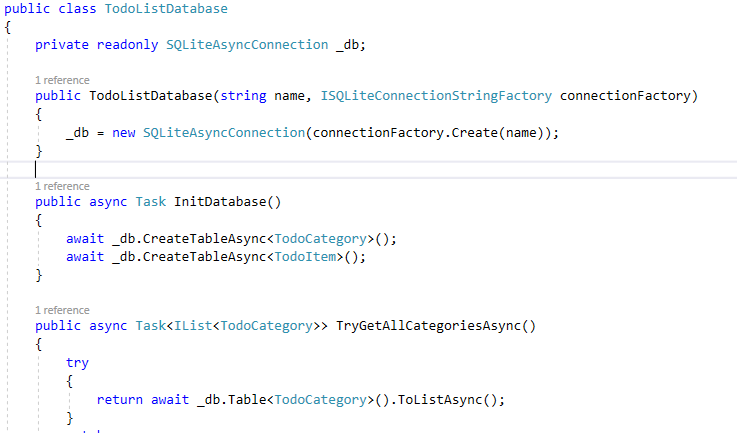 public class TodoListDatabase
{
private readonly SQLiteAsyncConnection _db;
1 reference
public TodoListDatabase(string name, ISQLiteConnectionStringFactory connectionFactory)
{
_db = new SQLiteAsyncConnection(connectionFactory.Create(name));
}
1 reference
public async Task InitDatabase()
{
await _db.CreateTableAsync<TodoCategory>();
await _db.CreateTableAsync<TodoItem>();
}
1 reference
public async Task<IList<TodoCategory>> TryGetAllCategoriesAsync()
{
try
{
return await _db.Table<TodoCategory>().ToListAsync();
}